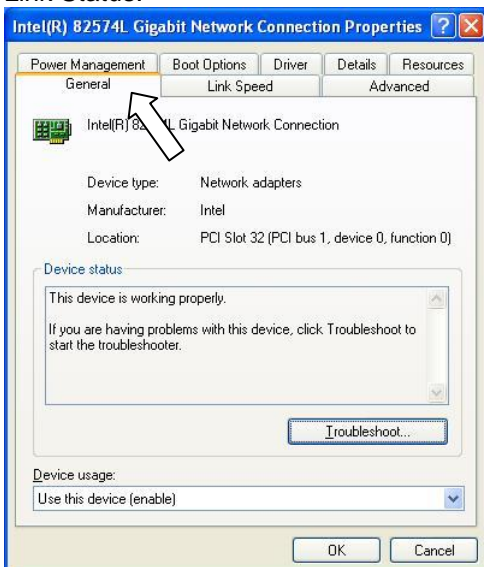 Link Status.
Intel(R) 82574L Gigabit Network Connection Properties
Power Management Boot Options Driver Details Resources
General Link Speed Advanced
Intel(R) L Gigabit Network Connection
Device type: Network adapters
Manufacturer: Intel
Location: PCI Slot 32 (PCI bus 1, device 0, function 0)
Device status
This device is working properly.
If you are having problems with this device, click Troubleshoot to
start the troubleshooter.
Troubleshoot...
Device usage:
Use this device (enable)
OK Cancel